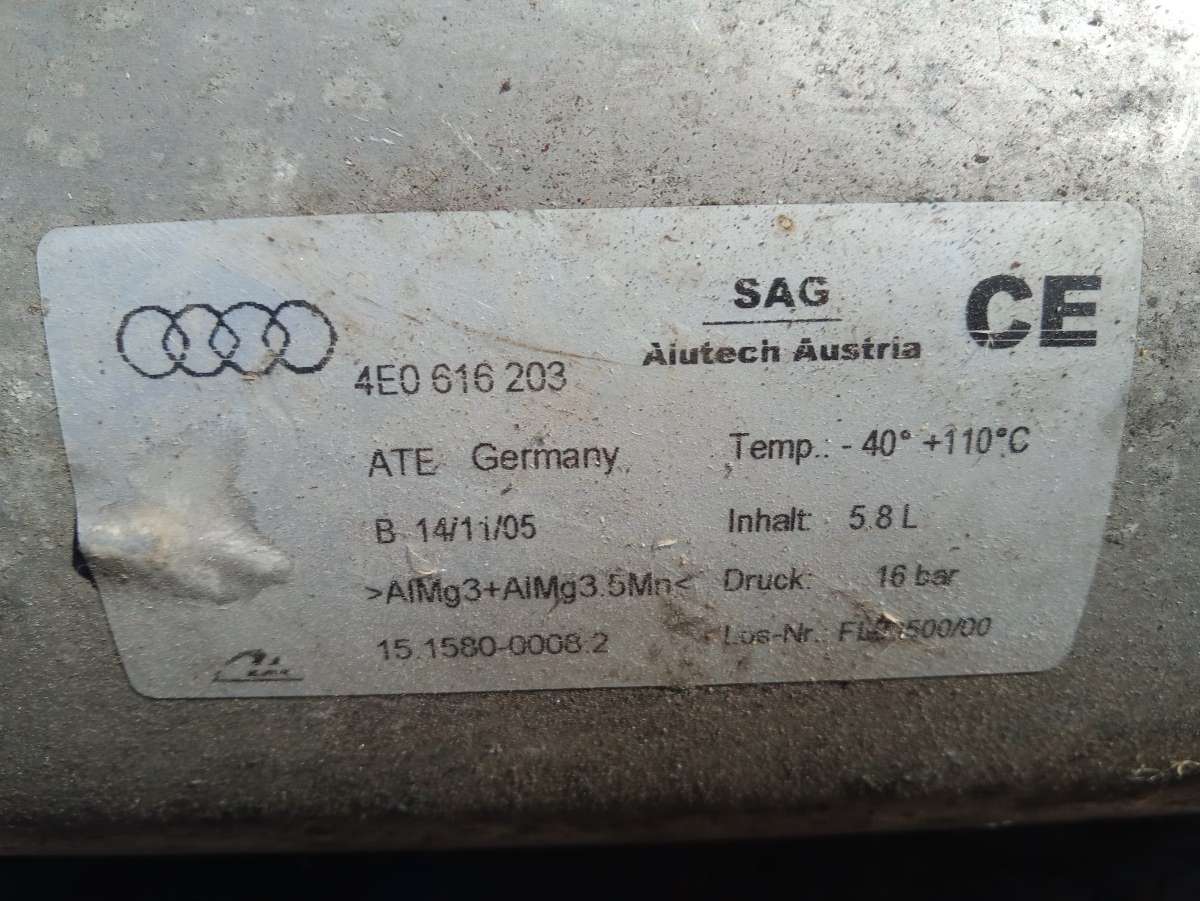 SAG
CE
Alutech Austria
4E0 616 203
ATE Germany
Temp.: - 40° +110°C
B 14/11/05
Inhalt: 5.8 L
>AlMg3+AlMg3.5Mn<
Druck: 16 bar
15.1580-0008.2
Los-Nr.: